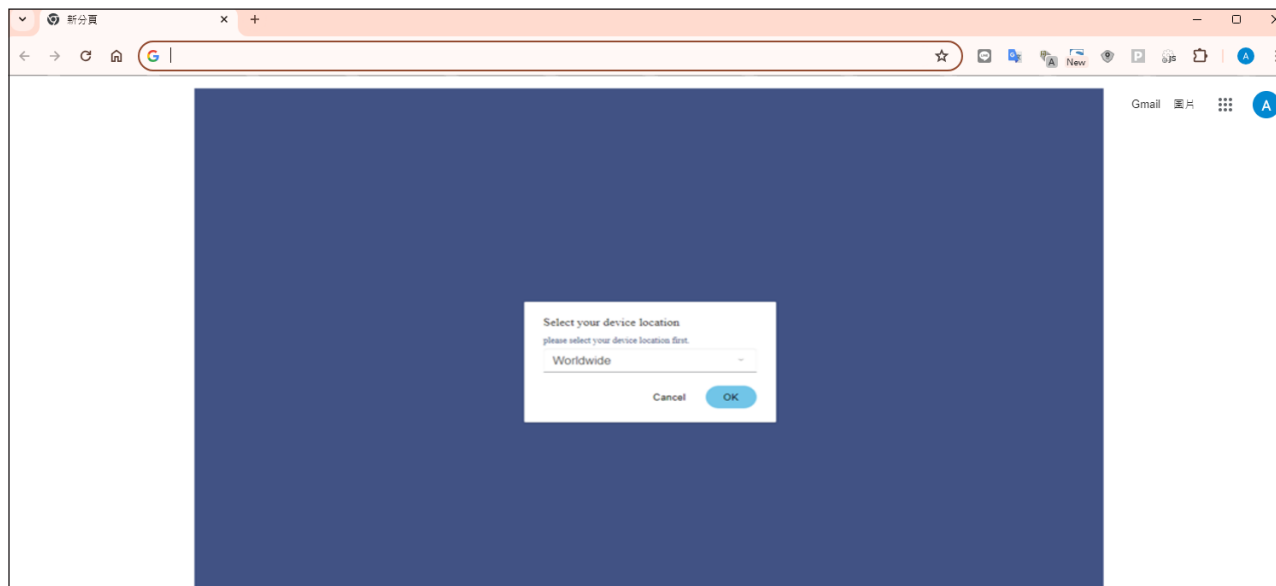 新分頁
New
A
Gmail 圖片
A
Select your device location
please select your device location first.
Worldwide
Cancel OK